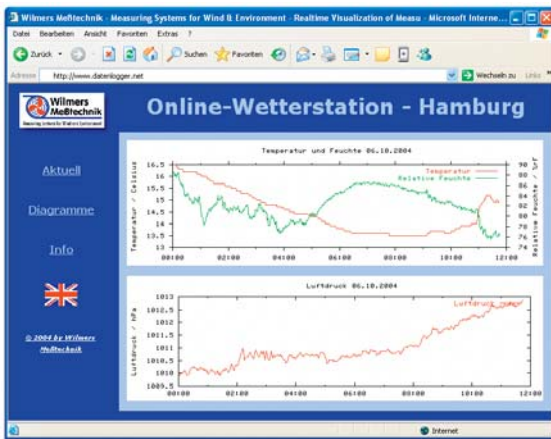 Wilmers Meßtechnik - Measuring Systems for Wind & Environment - Realtime Visualization of Measu - Microsoft Interne...
Datei Bearbeiten Ansicht Favoriten Extras ?
Zurück Suchen Favoriten
Adresse http://www.datenlogger.net Wechseln zu Links
Wilmers
Meßtechnik
Measuring Systems for Wind and Environment
Online-Wetterstation - Hamburg
Aktuell
Diagramme
Info
© 2004 by Wilmers
Meßtechnik
Temperatur und Feuchte 06.10.2004
Temperatur
Relative Feuchte
Temperatur / Celsius
16.5
16
15.5
15
14.5
14
13.5
13
Relative Feuchte / %rF
90
88
86
84
82
80
78
76
74
00:00 02:00 04:00 06:00 08:00 10:00 12:00
Luftdruck 06.10.2004
Luftdruck
Luftdruck / hPa
1013
1012.5
1012
1011.5
1011
1010.5
1010
1009.5
00:00 02:00 04:00 06:00 08:00 10:00 12:00
Internet